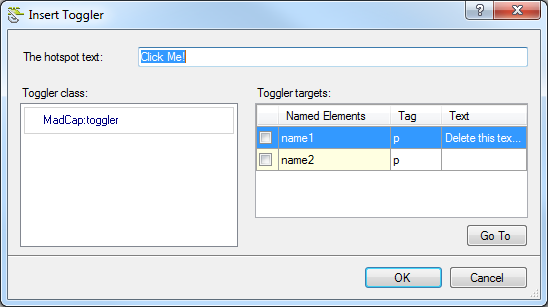 Insert Toggler
?
The hotspot text: Click Me!
Toggler class:
MadCap:toggler
Toggler targets:
Named Elements Tag Text
name1 p Delete this tex...
name2 p
Go To
OK Cancel